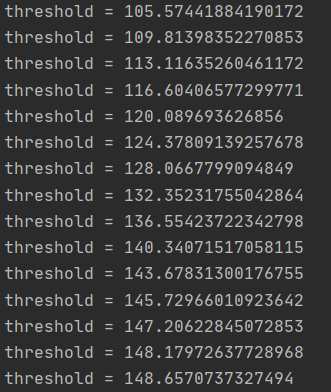 threshold = 105.57441884190172
threshold = 109.81398352270853
threshold = 113.11635260461172
threshold = 116.60406577299771
threshold = 120.089693626856
threshold = 124.37809139257678
threshold = 128.0667799094849
threshold = 132.35231755042864
threshold = 136.55423722342798
threshold = 140.34071517058115
threshold = 143.67831300176755
threshold = 145.72966010923642
threshold = 147.20622845072853
threshold = 148.17972637728968
threshold = 148.6570737327494